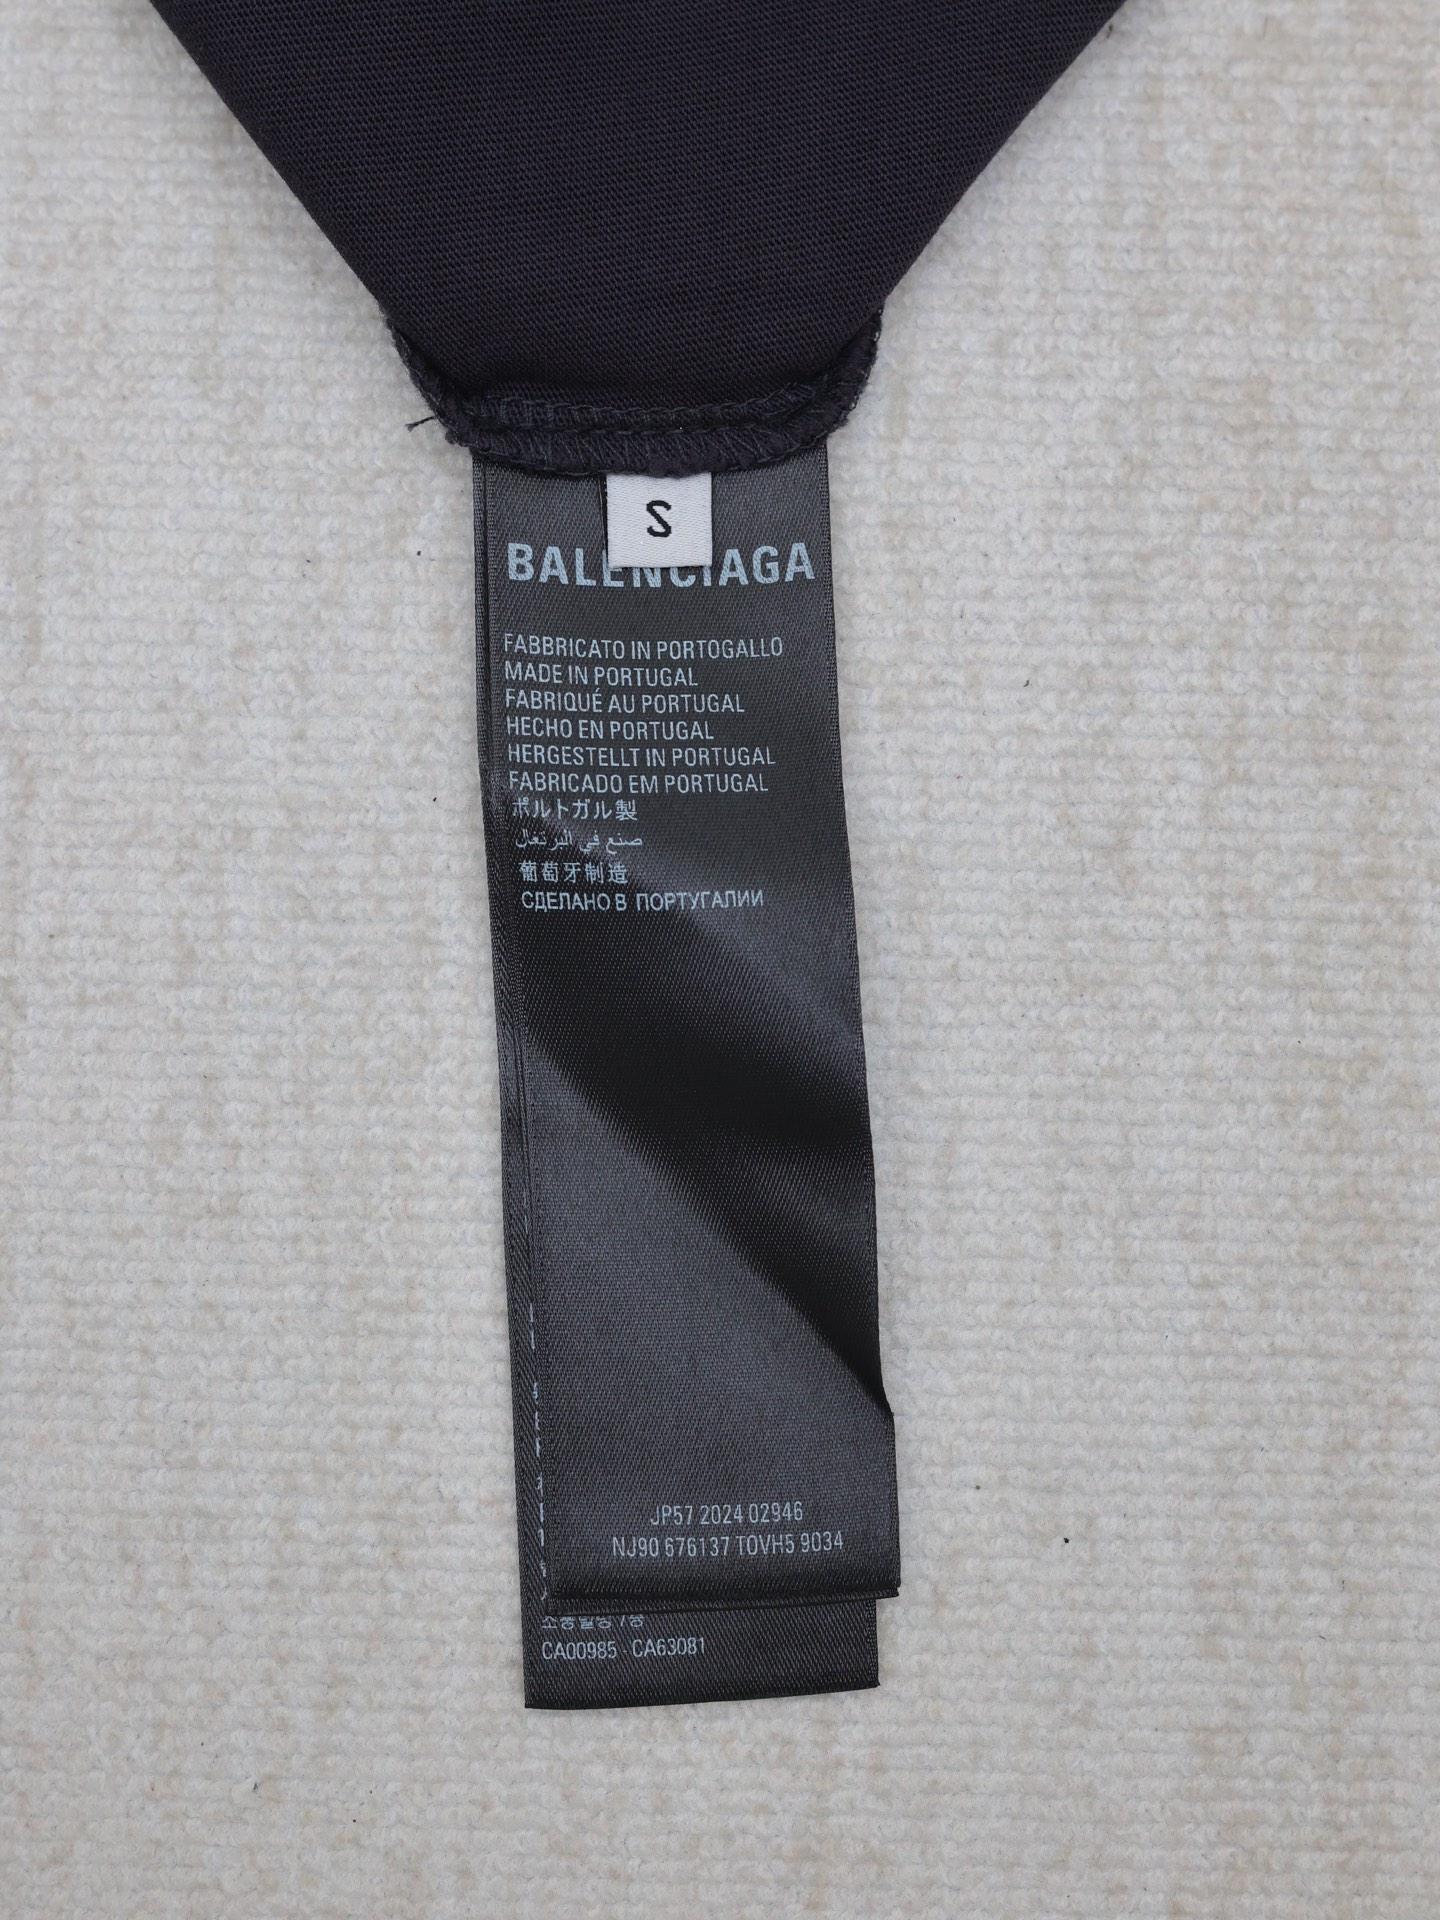 S
BALENCIAGA
FABBRICATO IN PORTOGALLO
MADE IN PORTUGAL
FABRIQUÉ AU PORTUGAL
HECHO EN PORTUGAL
HERGESTELLT IN PORTUGAL
FABRICADO EM PORTUGAL
ポルトガル製
صنع في البرتغال
葡萄牙制造
СДЕЛАНО В ПОРТУГАЛИИ
JP57 2024 02946
NJ90 676137 TOVH5 9034
CA00985 - CA63081